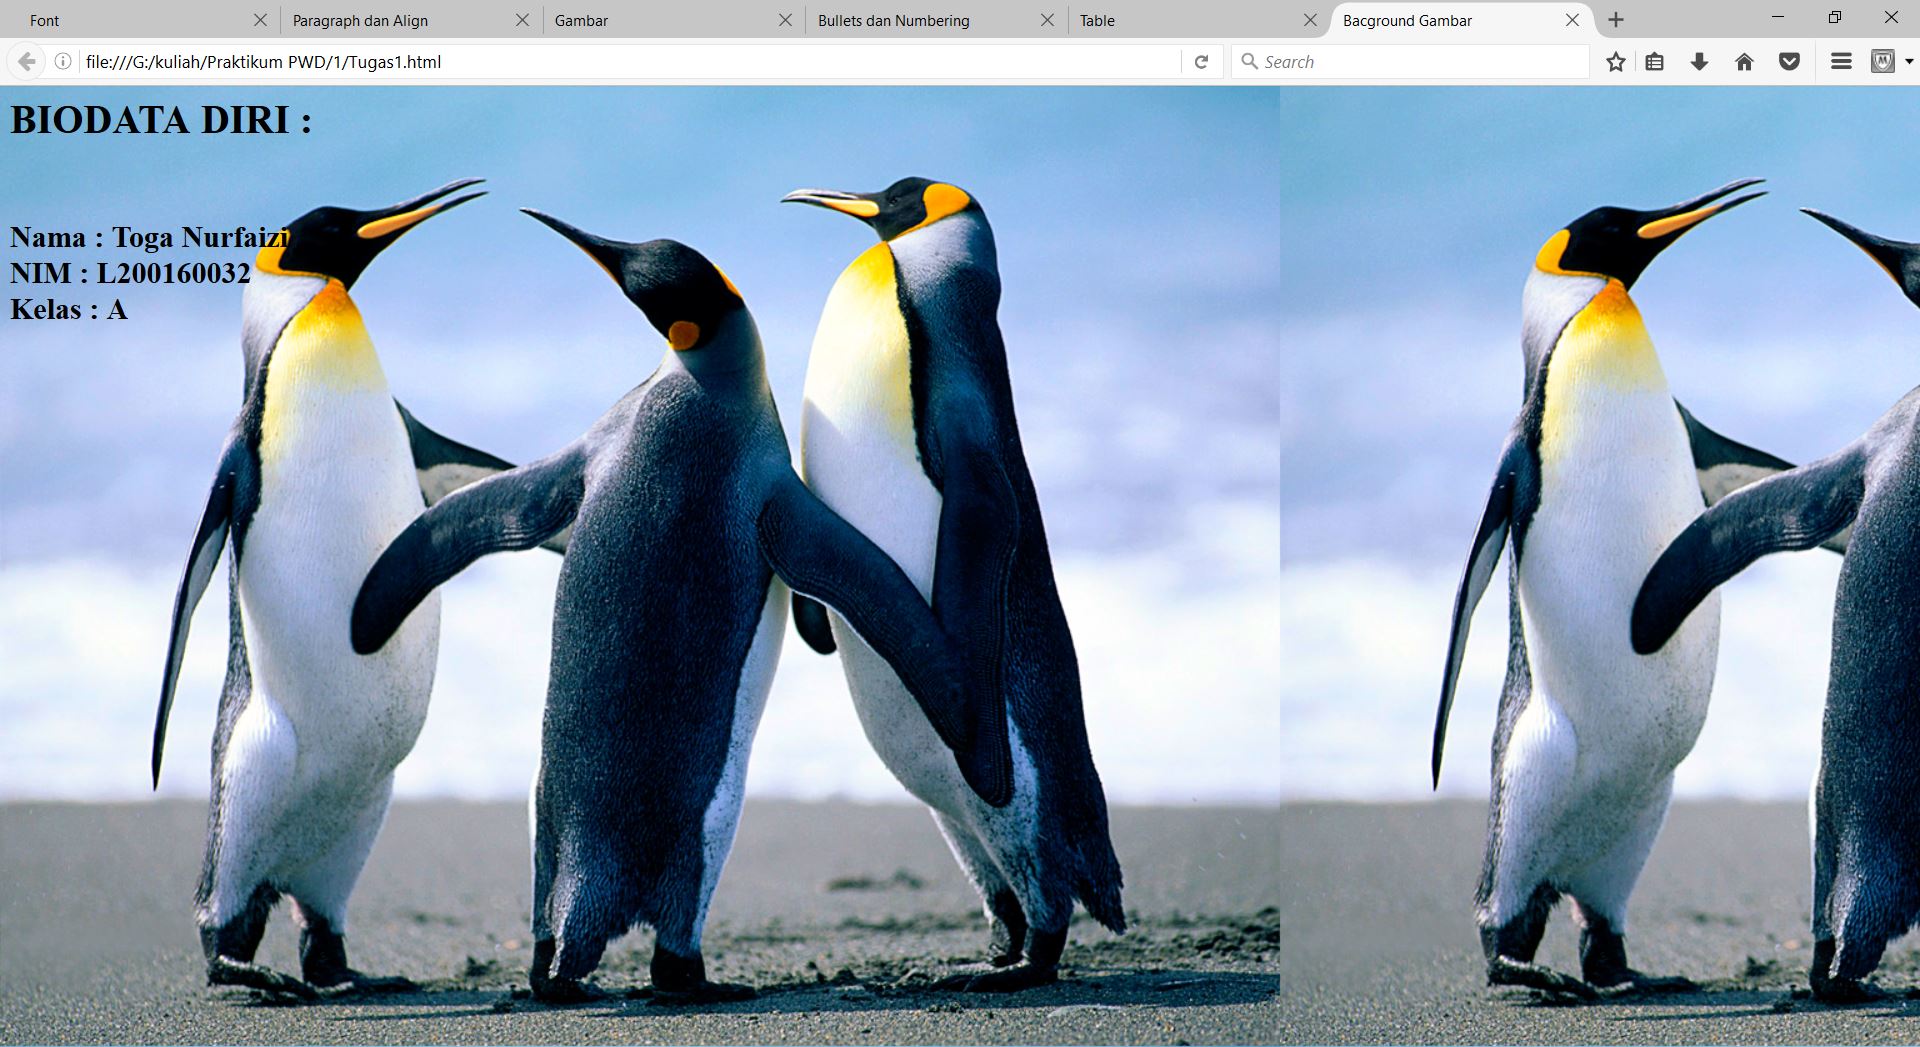 Font
Paragraph dan Align
Gambar
Bullets dan Numbering
Table
Bacground Gambar
file:///G:/kuliah/Praktikum PWD/1/Tugas1.html
Search
BIODATA DIRI :
Nama : Toga Nurfaizi
NIM : L200160032
Kelas : A